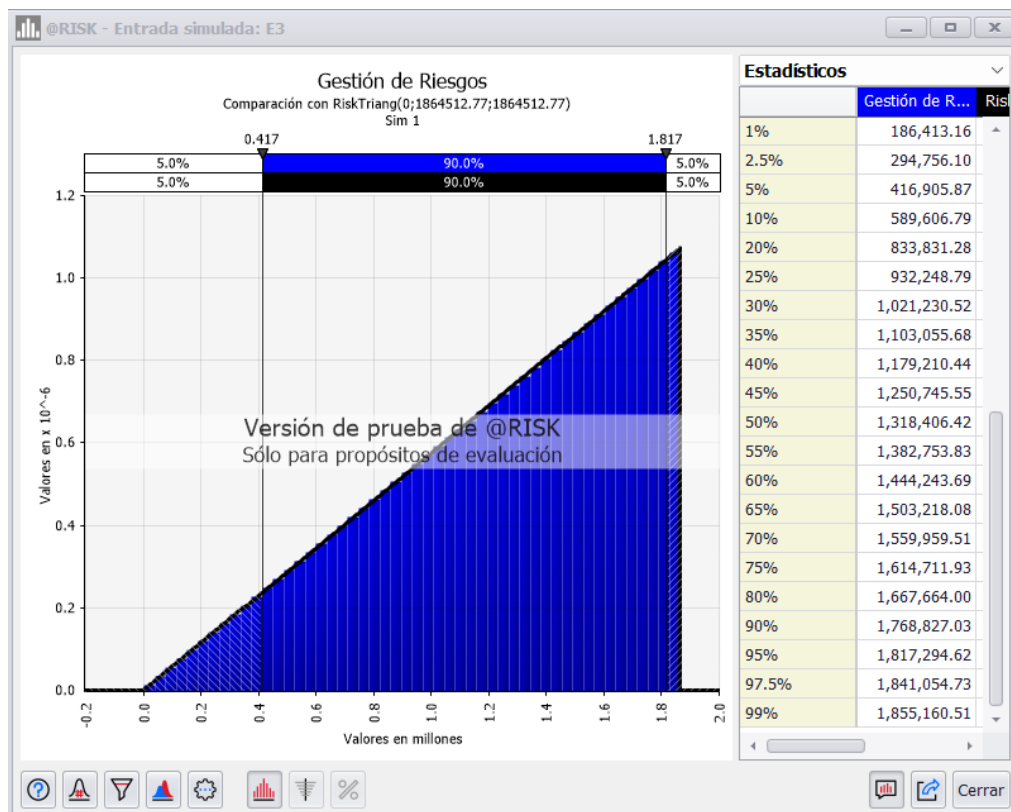 @RISK - Entrada simulada: E3
Gestión de Riesgos
Comparación con RiskTriang(0;1864512.77;1864512.77)
Sim 1
0.417 1.817
5.0% 90.0% 5.0%
5.0% 90.0% 5.0%
1.2
1.0
0.8
0.6
0.4
0.2
0.0
Valores en x 10^-6
Versión de prueba de @RISK
Sólo para propósitos de evaluación
-0.2 0.0 0.2 0.4 0.6 0.8 1.0 1.2 1.4 1.6 1.8 2.0
Valores en millones
Estadísticos
Gestión de R...
1% 186,413.16
2.5% 294,756.10
5% 416,905.87
10% 589,606.79
20% 833,831.28
25% 932,248.79
30% 1,021,230.52
35% 1,103,055.68
40% 1,179,210.44
45% 1,250,745.55
50% 1,318,406.42
55% 1,382,753.83
60% 1,444,243.69
65% 1,503,218.08
70% 1,559,959.51
75% 1,614,711.93
80% 1,667,664.00
90% 1,768,827.03
95% 1,817,294.62
97.5% 1,841,054.73
99% 1,855,160.51
Cerrar